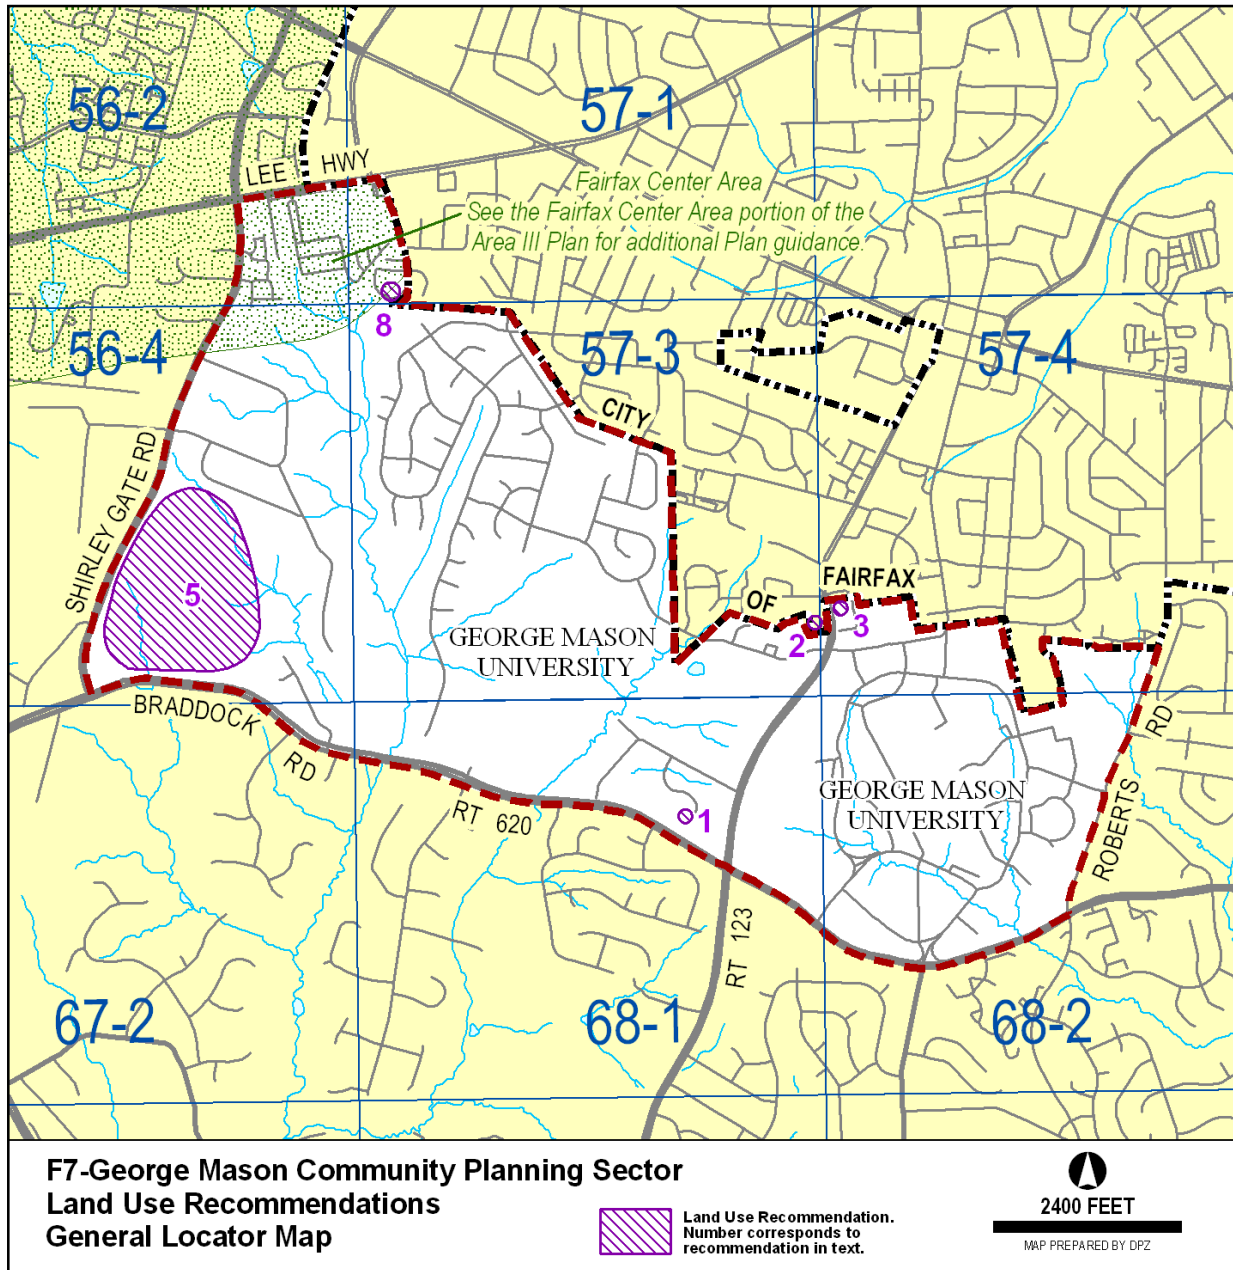 56-2
57-1
LEE HWY
Fairfax Center Area
See the Fairfax Center Area portion of the
Area III Plan for additional Plan guidance.
8
56-4
57-3
57-4
CITY
SHIRLEY GATE RD
5
OF
FAIRFAX
2
3
GEORGE MASON
UNIVERSITY
BRADDOCK RD
RT 620
1
GEORGE MASON
UNIVERSITY
ROBERTS RD
RT 123
67-2
68-1
68-2
F7-George Mason Community Planning Sector
Land Use Recommendations
General Locator Map
Land Use Recommendation.
Number corresponds to
recommendation in text.
2400 FEET
MAP PREPARED BY DPZ